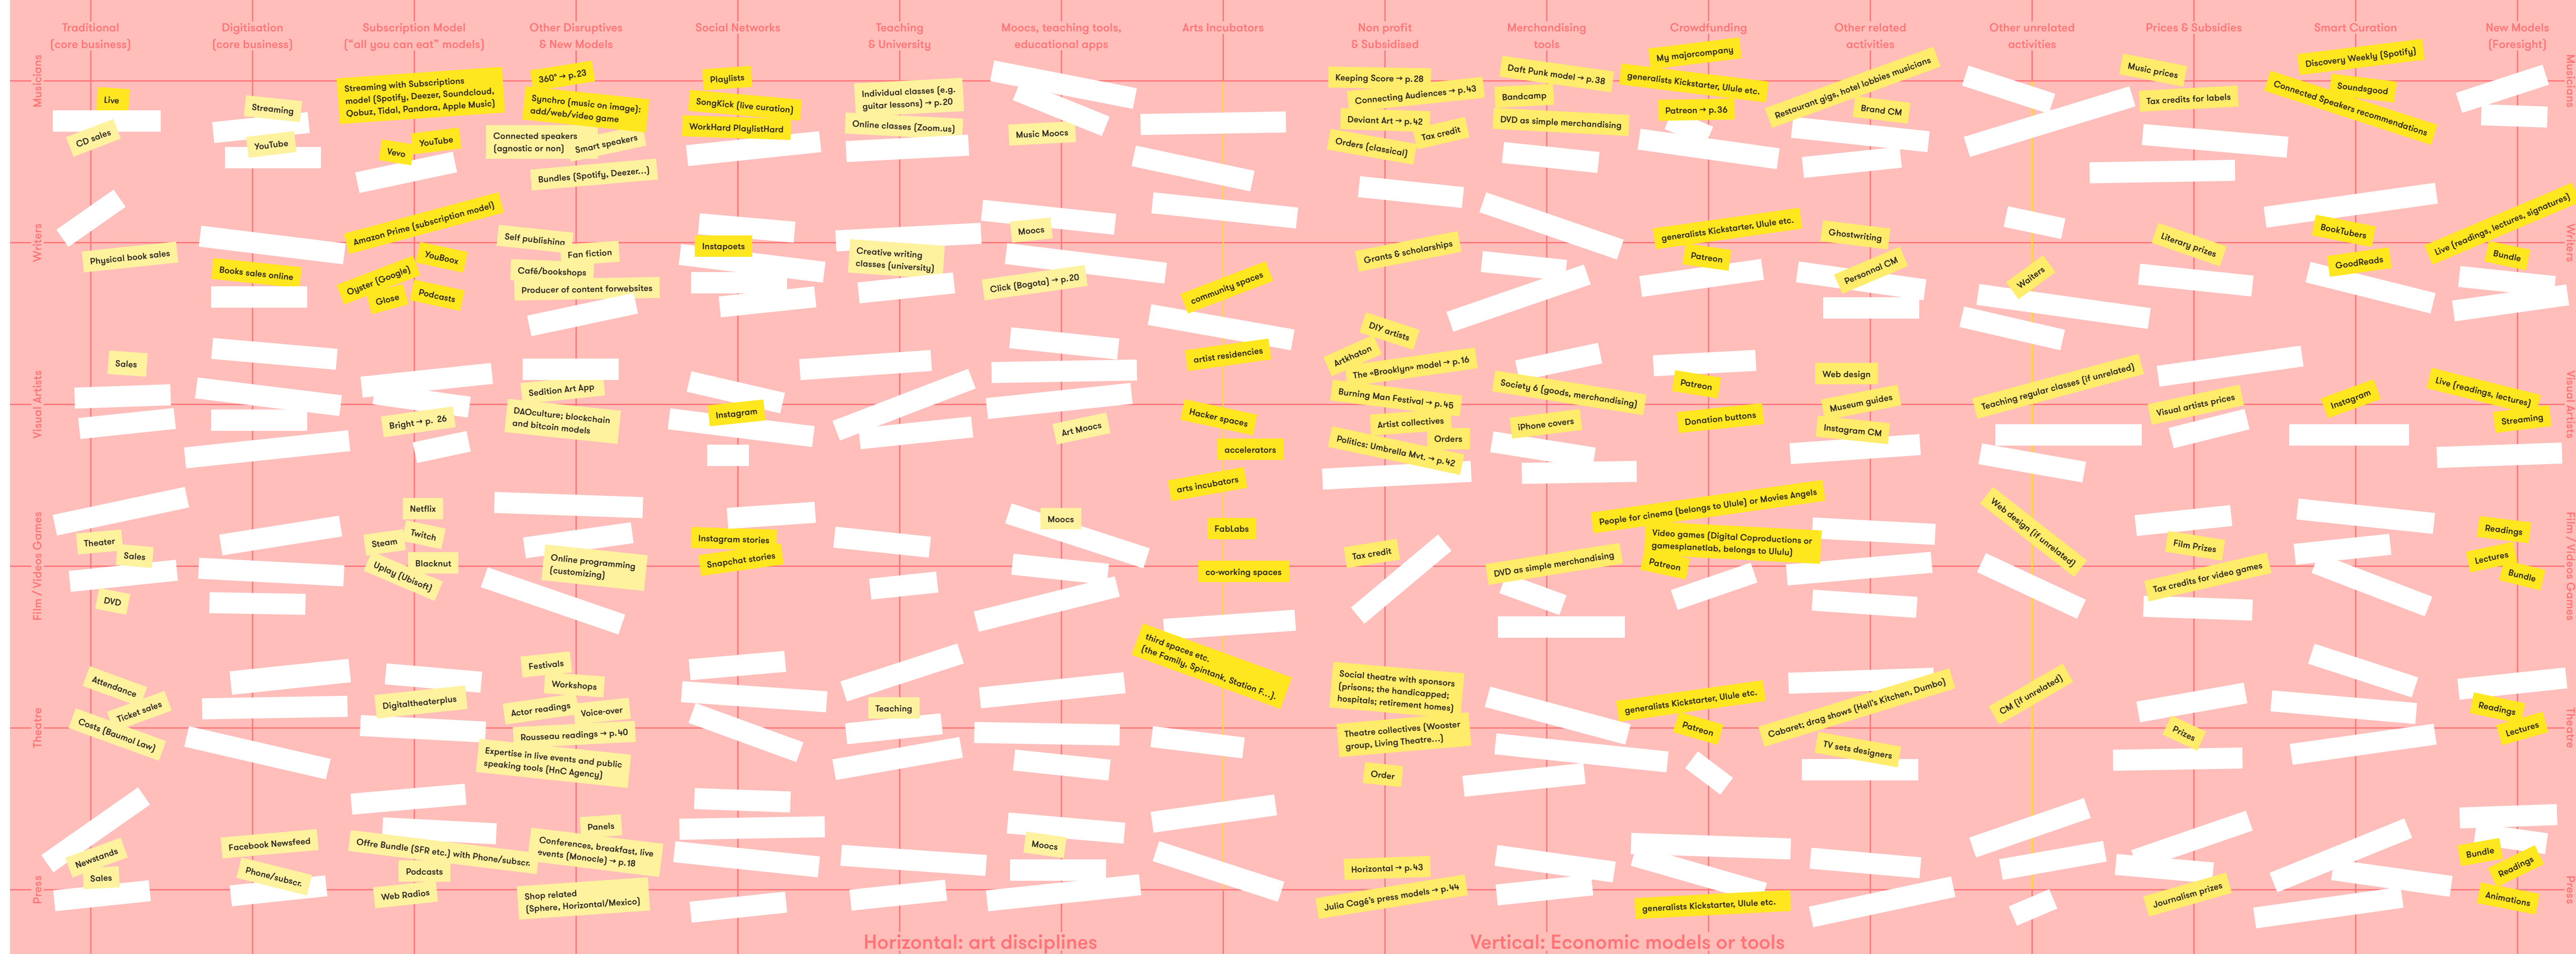 Traditional
(core business)
Digitisation
(core business)
Subscription Model
("all you can eat" models)
Other Disruptives
& New Models
Social Networks
Teaching
& University
Moocs, teaching tools,
educational apps
Arts Incubators
Non profit
& Subsidised
Merchandising
tools
Crowdfunding
Other related
activities
Other unrelated
activities
Prices & Subsidies
Smart Curation
New Models
(Foresight)
Musicians
Live
CD sales
Streaming
YouTube
Streaming with Subscriptions
model (Spotify, Deezer, Soundcloud,
Qobuz, Tidal, Pandora, Apple Music)
YouTube
Vevo
360° → p.23
Synchro (music on image):
add/web/video game
Connected speakers
(agnostic or non)
Smart speakers
Bundles (Spotify, Deezer...)
Playlists
SongKick (live curation)
WorkHard PlaylistHard
Individual classes (e.g.
guitar lessons) → p.20
Online classes (Zoom.us)
Music Moocs
Keeping Score → p.28
Connecting Audiences → p.43
Deviant Art → p.42
Tax credit
Orders (classical)
Daft Punk model → p.38
Bandcamp
DVD as simple merchandising
My majorcompany
generalists Kickstarter, Ulule etc.
Patreon → p.36
Restaurant gigs, hotel lobbies musicians
Brand CM
Music prices
Tax credits for labels
Discovery Weekly (Spotify)
Soundsgood
Connected Speakers recommendations
Musicians
Writers
Physical book sales
Books sales online
Amazon Prime (subscription model)
YouBoox
Oyster (Google)
Glose
Podcasts
Self publishing
Fan fiction
Café/bookshops
Producer of content forwebsites
Instapoets
Creative writing
classes (university)
Moocs
Click (Bogota) → p.20
community spaces
Grants & scholarships
generalists Kickstarter, Ulule etc.
Patreon
Ghostwriting
Personnal CM
Waiters
Literary prizes
BookTubers
GoodReads
Live (readings, lectures, signatures)
Bundle
Writers
Visual Artists
Sales
Bright → p. 26
Sedition Art App
DAOculture; blockchain
and bitcoin models
Instagram
Art Moocs
artist residencies
Hacker spaces
accelerators
arts incubators
DIY artists
Artkhaton
The «Brooklyn» model → p.16
Burning Man Festival → p.45
Artist collectives
Orders
Politics: Umbrella Mvt. → p.42
Society 6 (goods, merchandising)
iPhone covers
Patreon
Donation buttons
Web design
Museum guides
Instagram CM
Teaching regular classes (if unrelated)
Visual artists prices
Instagram
Live (readings, lectures)
Streaming
Visual Artists
Film / Videos Games
Theater
Sales
DVD
Netflix
Twitch
Steam
Blacknut
Uplay (Ubisoft)
Online programming
(customizing)
Instagram stories
Snapchat stories
Moocs
FabLabs
co-working spaces
Tax credit
DVD as simple merchandising
People for cinema (belongs to Ulule) or Movies Angels
Video games (Digital Coproductions or
gamesplanetlab, belongs to Ululu)
Patreon
Web design (if unrelated)
Film Prizes
Tax credits for video games
Readings
Lectures
Bundle
Film / Videos Games
Theatre
Attendance
Ticket sales
Costs (Baumol Law)
Digitaltheaterplus
Festivals
Workshops
Actor readings
Voice-over
Rousseau readings → p.40
Expertise in live events and public
speaking tools (HnC Agency)
Teaching
third spaces etc.
(the Family, Spintank, Station F...).
Social theatre with sponsors
(prisons; the handicapped;
hospitals; retirement homes)
Theatre collectives (Wooster
group, Living Theatre...)
Order
generalists Kickstarter, Ulule etc.
Patreon
Cabaret; drag shows (Hell's Kitchen, Dumbo)
TV sets designers
CM (if unrelated)
Prizes
Readings
Lectures
Theatre
Press
Newstands
Sales
Facebook Newsfeed
Phone/subscr.
Offre Bundle (SFR etc.) with Phone/subscr.
Podcasts
Web Radios
Panels
Conferences, breakfast, live
events (Monocle) → p.18
Shop related
(Sphere, Horizontal/Mexico)
Moocs
Horizontal → p.43
Julia Cagé's press models → p.44
generalists Kickstarter, Ulule etc.
Journalism prizes
Bundle
Readings
Animations
Press
Horizontal: art disciplines
Vertical: Economic models or tools